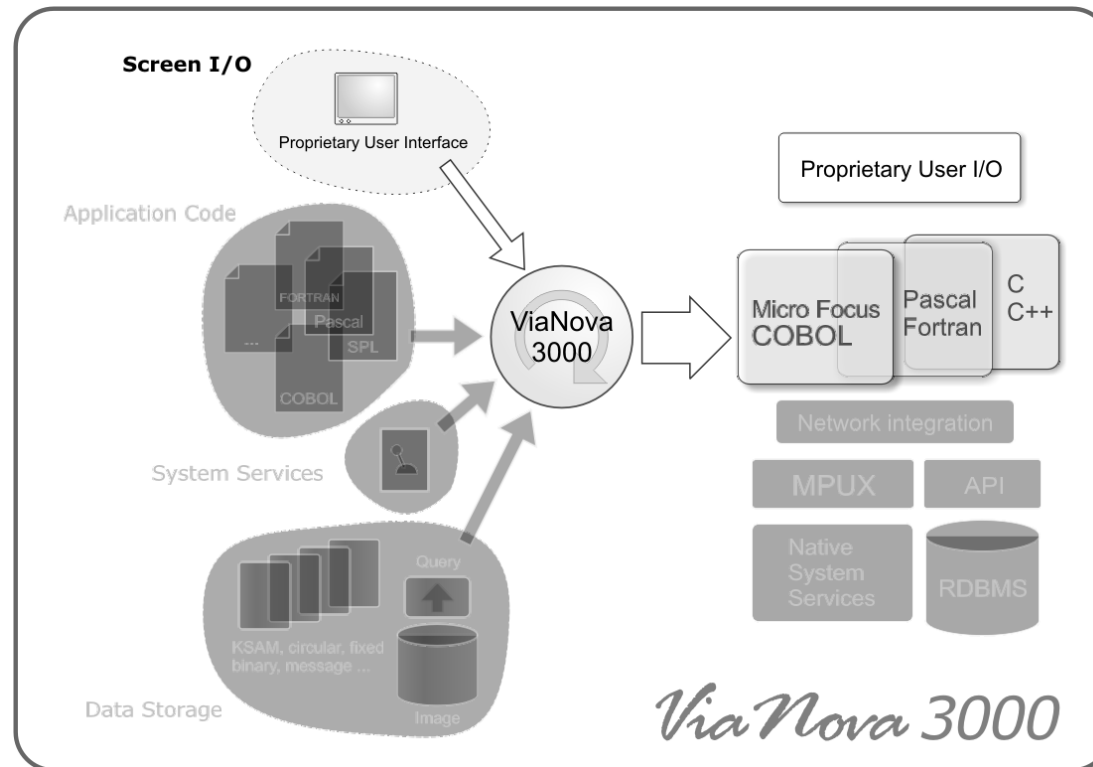 Screen I/O
Proprietary User Interface
Application Code
FORTRAN
Pascal
...
SPL
COBOL
System Services
Query
KSAM, circular, fixed
binary, message ...
Image
Data Storage
ViaNova
3000
Proprietary User I/O
Micro Focus
COBOL
Pascal
Fortran
C
C++
Network integration
MPUX
API
Native
System
Services
RDBMS
ViaNova 3000